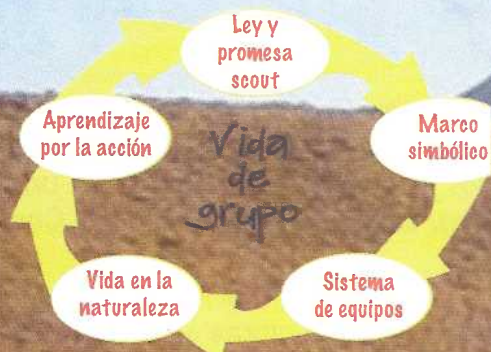 Ley y
promesa
scout
Marco
simbólico
Sistema
de equipos
Vida en la
naturaleza
Aprendizaje
por la acción
Vida
de
grupo